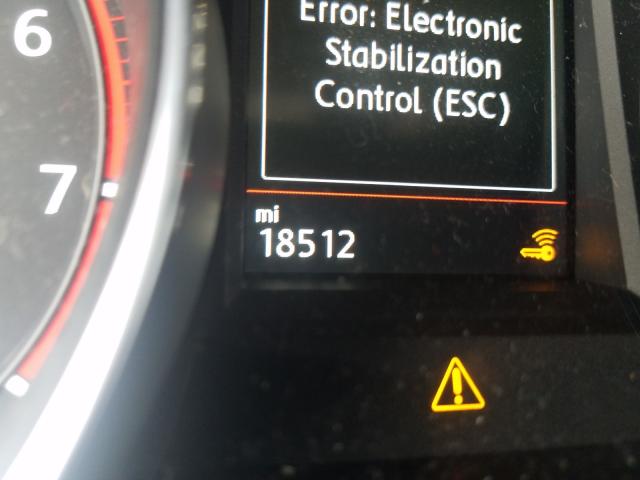 6
7
Error: Electronic
Stabilization
Control (ESC)
mi
18512